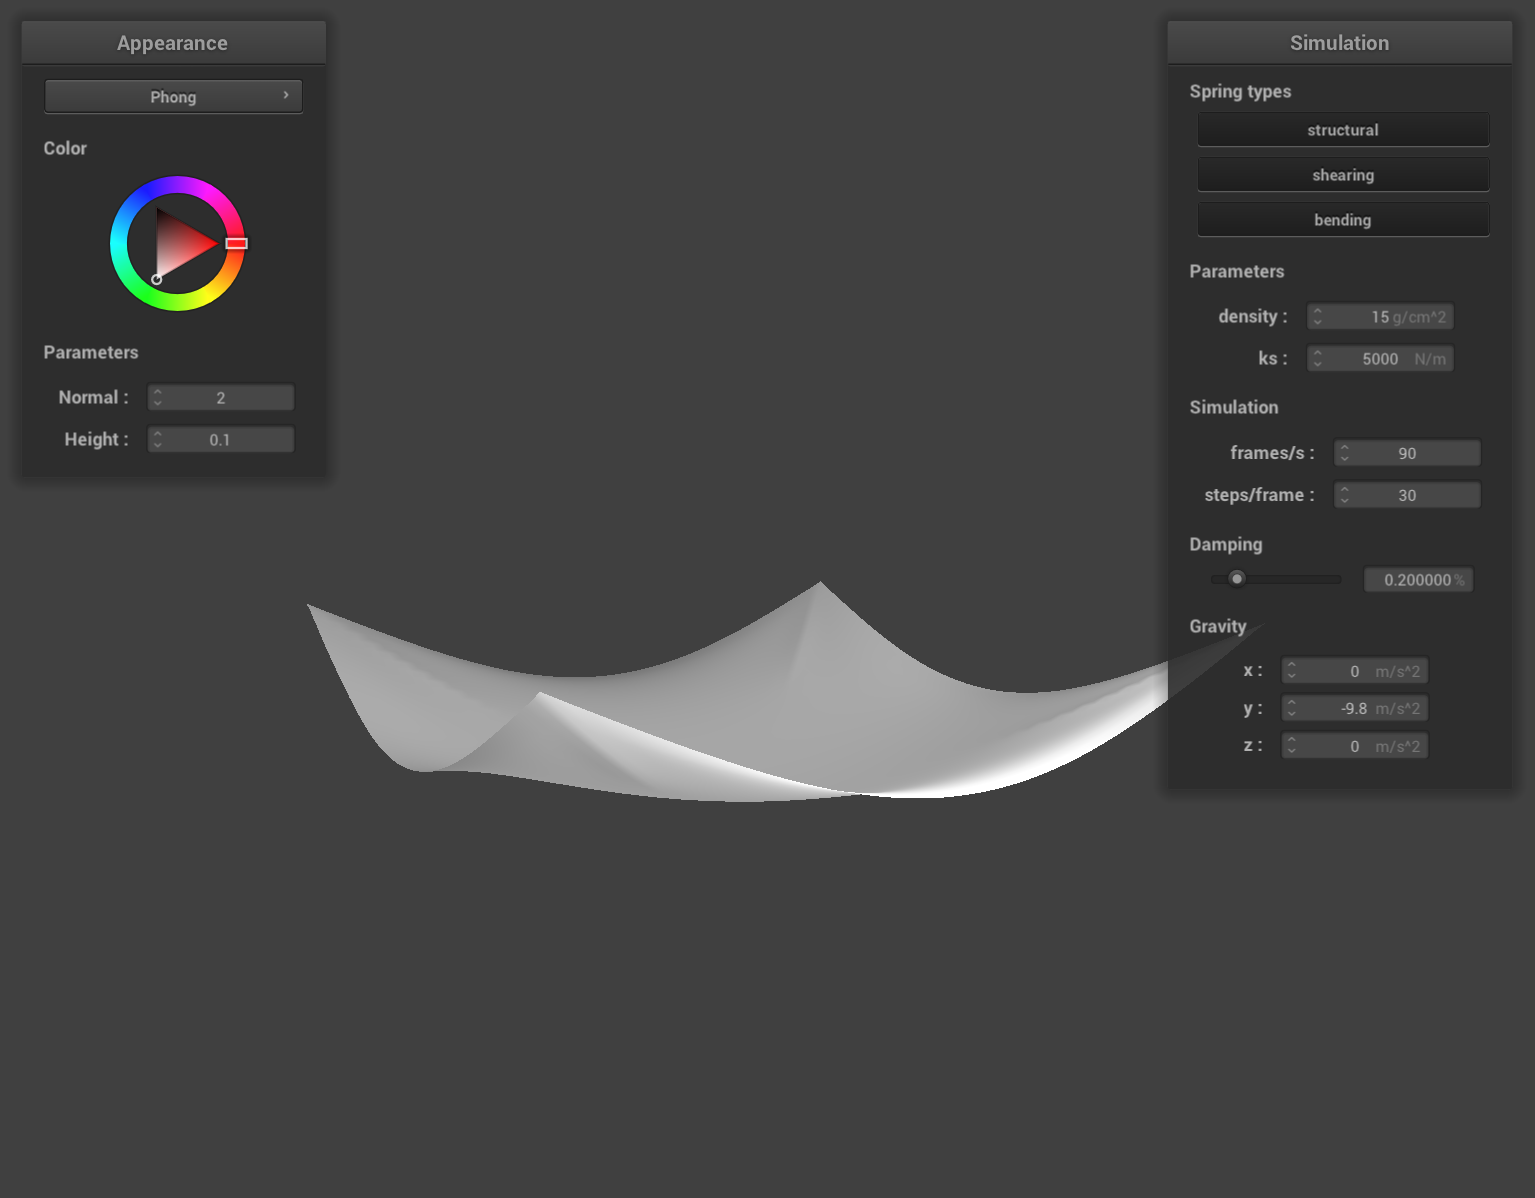 Appearance
Phong
Color
Parameters
Normal : 2
Height : 0.1
Simulation
Spring types
structural
shearing
bending
Parameters
density : 15 g/cm^2
ks : 5000 N/m
Simulation
frames/s : 90
steps/frame : 30
Damping
0.200000 %
Gravity
x : 0 m/s^2
y : -9.8 m/s^2
z : 0 m/s^2